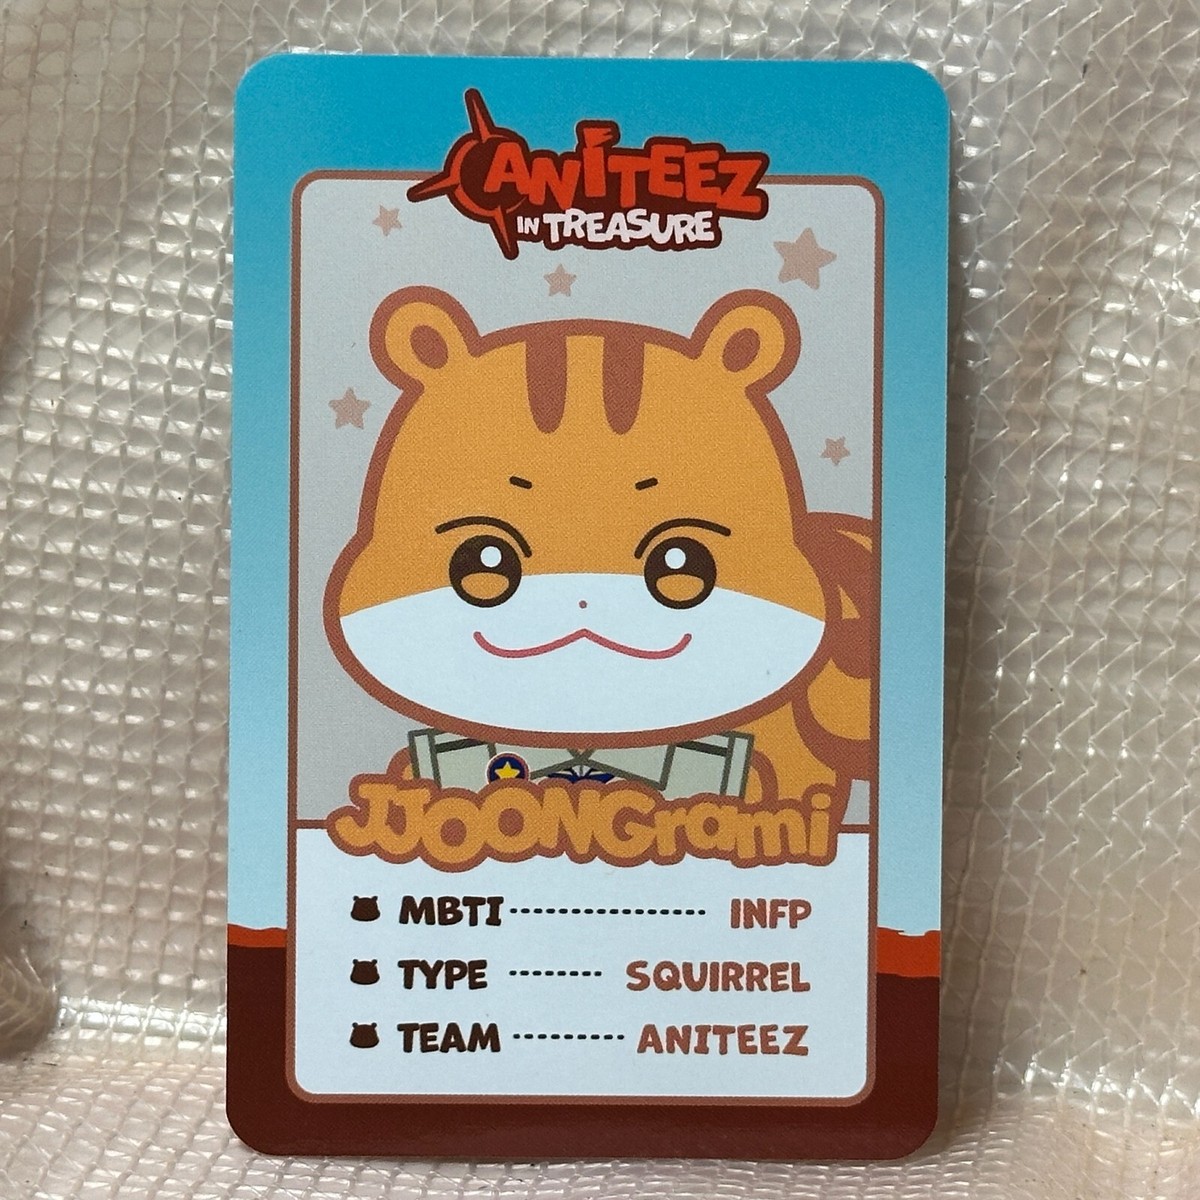 ANITEEZ
IN TREASURE
JJOONGrami
MBTI ................. INFP
TYPE ......... SQUIRREL
TEAM .......... ANITEEZ